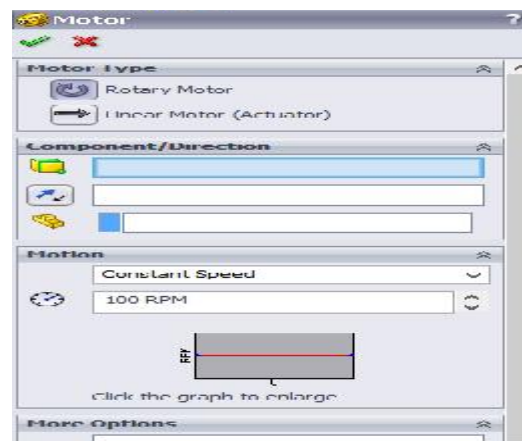 Motor ?
Motor Type
Rotary Motor
Linear Motor (Actuator)
Component/Direction
Motion
Constant Speed
100 RPM
Click the graph to enlarge
More Options